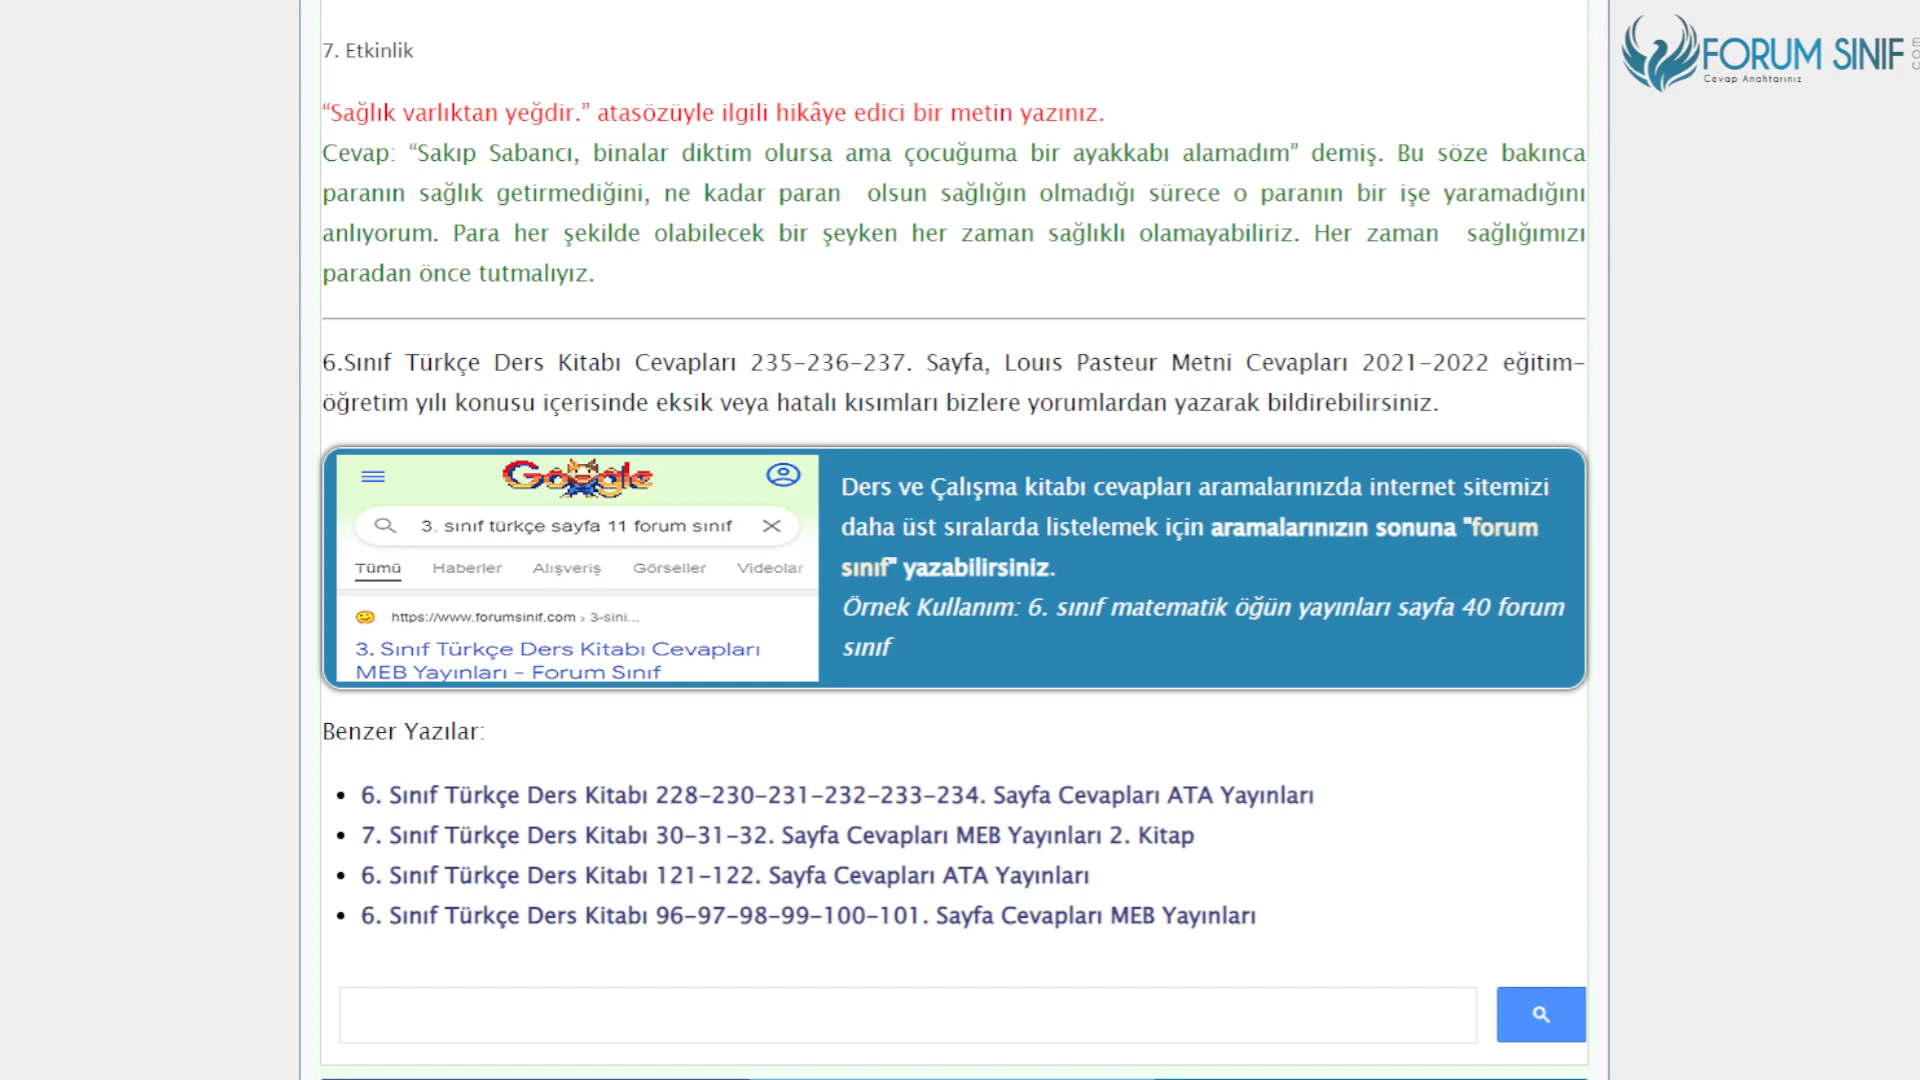 7. Etkinlik
FORUM SINIF
com
Cevap Anahtarınız
“Sağlık varlıktan yeğdir.” atasözüyle ilgili hikâye edici bir metin yazınız.
Cevap: “Sakıp Sabancı, binalar diktim olursa ama çocuğuma bir ayakkabı alamadım” demiş. Bu söze bakınca
paranın sağlık getirmediğini, ne kadar paran olsun sağlığın olmadığı sürece o paranın bir işe yaramadığını
anlıyorum. Para her şekilde olabilecek bir şeyken her zaman sağlıklı olamayabiliriz. Her zaman sağlığımızı
paradan önce tutmalıyız.
6.Sınıf Türkçe Ders Kitabı Cevapları 235-236-237. Sayfa, Louıs Pasteur Metni Cevapları 2021-2022 eğitim-
öğretim yılı konusu içerisinde eksik veya hatalı kısımları bizlere yorumlardan yazarak bildirebilirsiniz.
Google
3. sınıf türkçe sayfa 11 forum sınıf
Tümü Haberler Alışveriş Görseller Videolar
https://www.forumsinif.com › 3-sini...
3. Sınıf Türkçe Ders Kitabı Cevapları
MEB Yayınları - Forum Sınıf
Ders ve Çalışma kitabı cevapları aramalarınızda internet sitemizi
daha üst sıralarda listelemek için aramalarınızın sonuna "forum
sınıf" yazabilirsiniz.
Örnek Kullanım: 6. sınıf matematik öğün yayınları sayfa 40 forum
sınıf
Benzer Yazılar:
• 6. Sınıf Türkçe Ders Kitabı 228-230-231-232-233-234. Sayfa Cevapları ATA Yayınları
• 7. Sınıf Türkçe Ders Kitabı 30-31-32. Sayfa Cevapları MEB Yayınları 2. Kitap
• 6. Sınıf Türkçe Ders Kitabı 121-122. Sayfa Cevapları ATA Yayınları
• 6. Sınıf Türkçe Ders Kitabı 96-97-98-99-100-101. Sayfa Cevapları MEB Yayınları